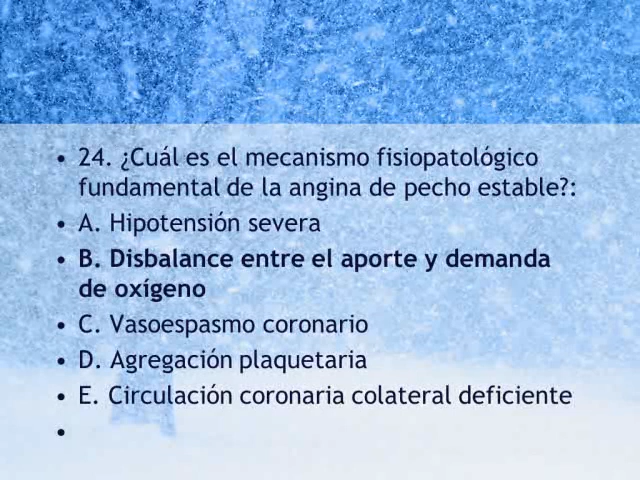 • 24. ¿Cuál es el mecanismo fisiopatológico
fundamental de la angina de pecho estable?:
• A. Hipotensión severa
• B. Disbalance entre el aporte y demanda
de oxígeno
• C. Vasoespasmo coronario
• D. Agregación plaquetaria
• E. Circulación coronaria colateral deficiente
•